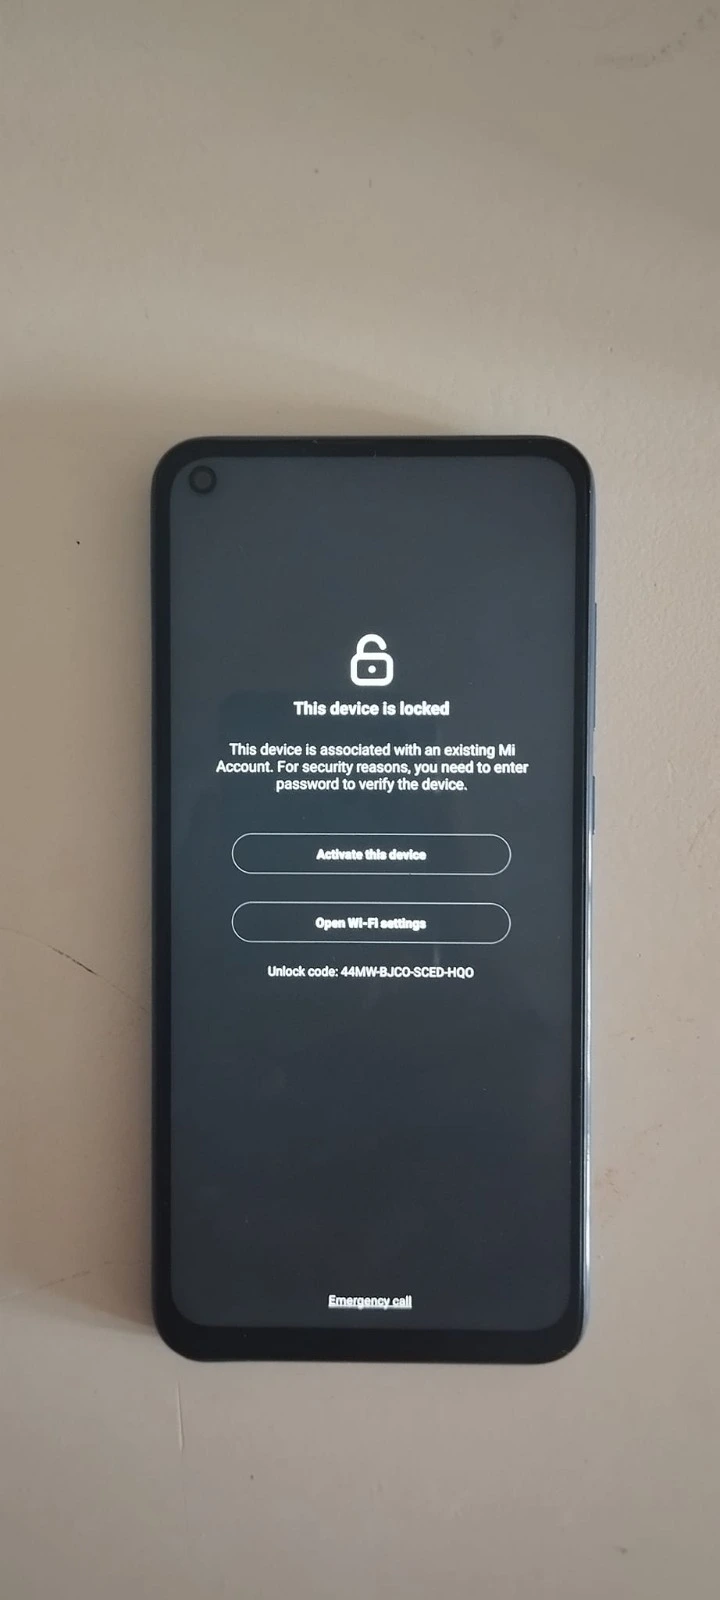 This device is locked
This device is associated with an existing Mi
Account. For security reasons, you need to enter
password to verify the device.
Activate this device
Open Wi-Fi settings
Unlock code: 44MW-BJCO-SCED-HQO
Emergency call